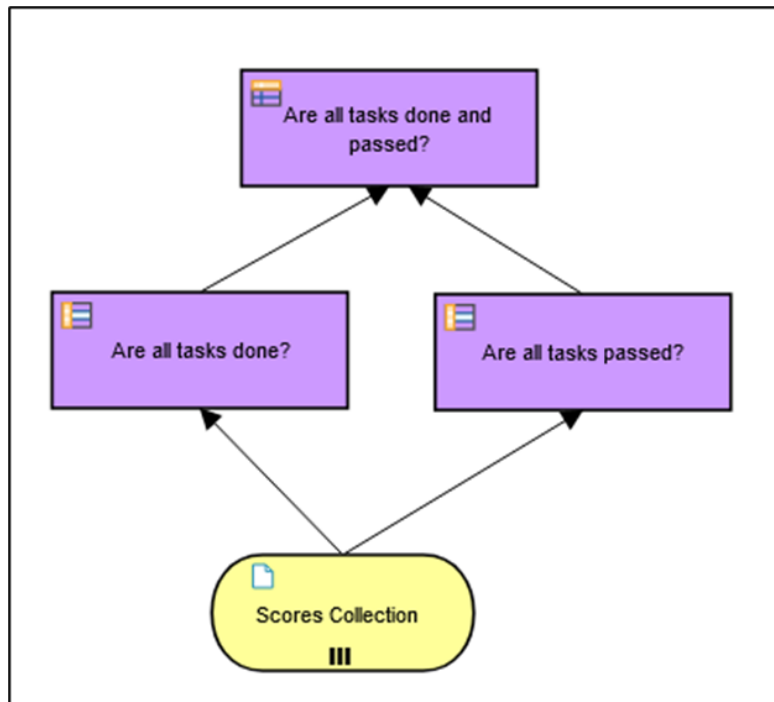 Are all tasks done and
passed?
Are all tasks done?
Are all tasks passed?
Scores Collection